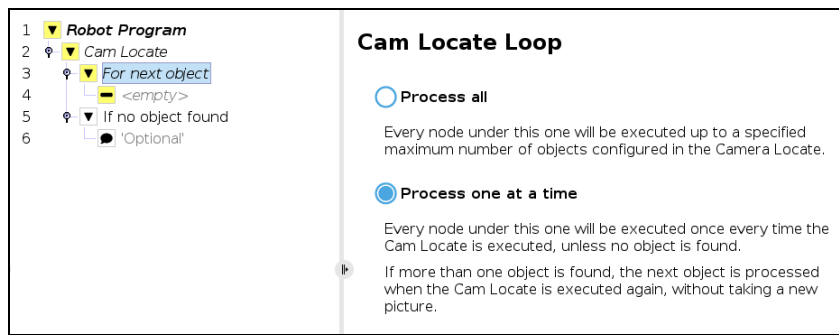 1 Robot Program
2 Cam Locate
3 For next object
4 <empty>
5 If no object found
6 'Optional'
Cam Locate Loop
Process all
Every node under this one will be executed up to a specified
maximum number of objects configured in the Camera Locate.
Process one at a time
Every node under this one will be executed once every time the
Cam Locate is executed, unless no object is found.
If more than one object is found, the next object is processed
when the Cam Locate is executed again, without taking a new
picture.